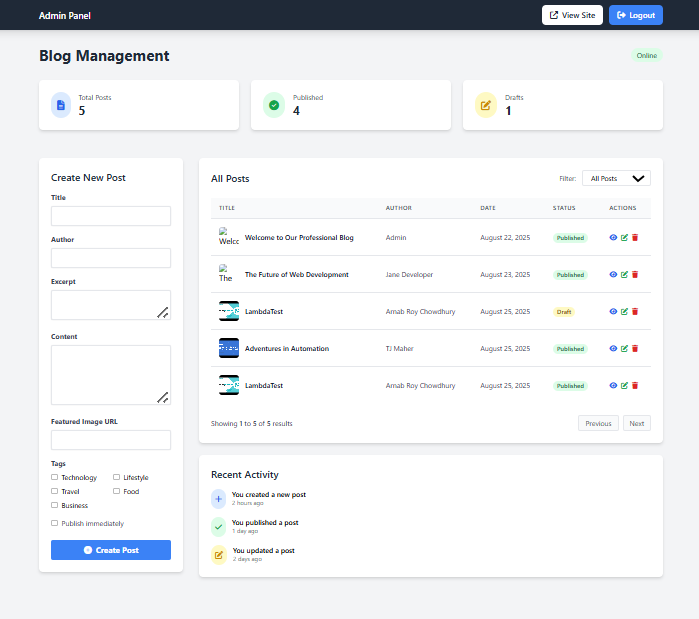 Admin Panel
View Site
Logout
Blog Management
Online
Total Posts
5
Published
4
Drafts
1
Create New Post
Title
Author
Excerpt
Content
Featured Image URL
Tags
Technology
Lifestyle
Travel
Food
Business
Publish immediately
Create Post
All Posts
Filter:
All Posts
TITLE AUTHOR DATE STATUS ACTIONS
Welcome to Our Professional Blog Admin August 22, 2025 Published
The
The Future of Web Development Jane Developer August 23, 2025 Published
LambdaTest Arnab Roy Chowdhury August 25, 2025 Draft
Adventures in Automation TJ Maher August 25, 2025 Published
LambdaTest Arnab Roy Chowdhury August 25, 2025 Published
Showing 1 to 5 of 5 results
Previous
Next
Recent Activity
You created a new post
2 hours ago
You published a post
1 day ago
You updated a post
2 days ago